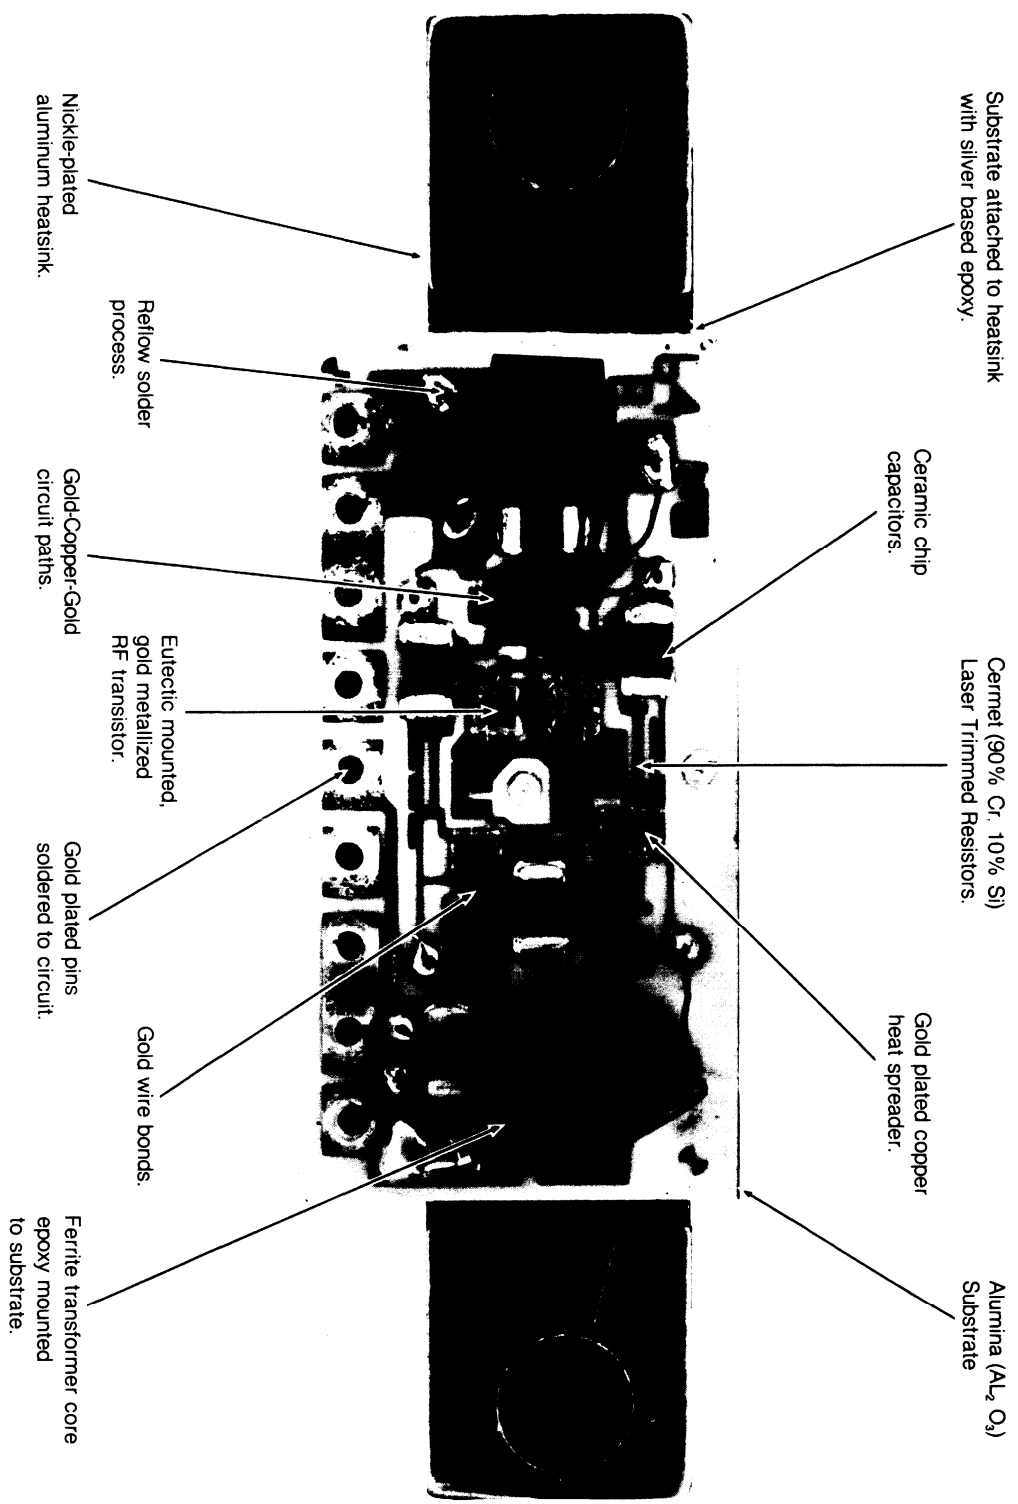 Substrate attached to heatsink
with silver based epoxy.
Ceramic chip
capacitors.
Cermet (90% Cr, 10% Si)
Laser Trimmed Resistors.
Gold plated copper
heat spreader.
Alumina (AL₂ O₃)
Substrate
Nickle-plated
aluminum heatsink.
Reflow solder
process.
Gold-Copper-Gold
circuit paths.
Eutectic mounted,
gold metallized
RF transistor.
Gold plated pins
soldered to circuit.
Gold wire bonds.
Ferrite transformer core
epoxy mounted
to substrate.